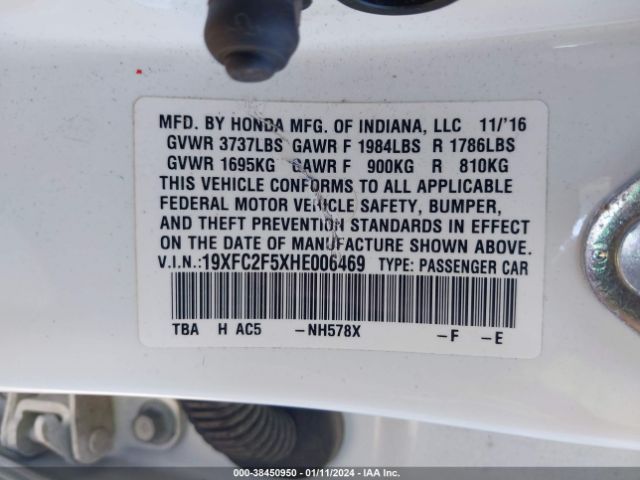 MFD. BY HONDA MFG. OF INDIANA, LLC 11/'16
GVWR 3737LBS GAWR F 1984LBS R 1786LBS
GVWR 1695KG GAWR F 900KG R 810KG
THIS VEHICLE CONFORMS TO ALL APPLICABLE
FEDERAL MOTOR VEHICLE SAFETY, BUMPER,
AND THEFT PREVENTION STANDARDS IN EFFECT
ON THE DATE OF MANUFACTURE SHOWN ABOVE.
V.I.N.:19XFC2F5XHE006469 TYPE: PASSENGER CAR
TBA H AC5 -NH578X -F -E
000-38450950 - 01/11/2024 - IAA Inc.